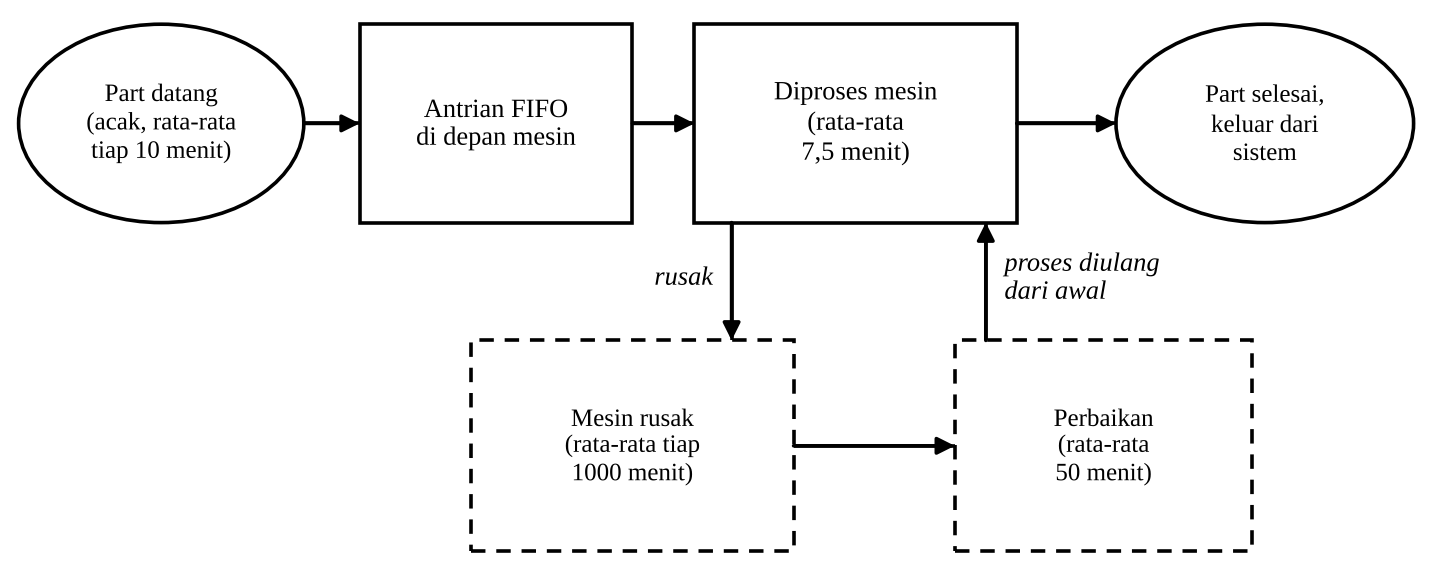 Part datang
(acak, rata-rata
tiap 10 menit)
Antrian FIFO
di depan mesin
Diproses mesin
(rata-rata
7,5 menit)
Part selesai,
keluar dari
sistem
rusak
proses diulang
dari awal
Mesin rusak
(rata-rata tiap
1000 menit)
Perbaikan
(rata-rata
50 menit)